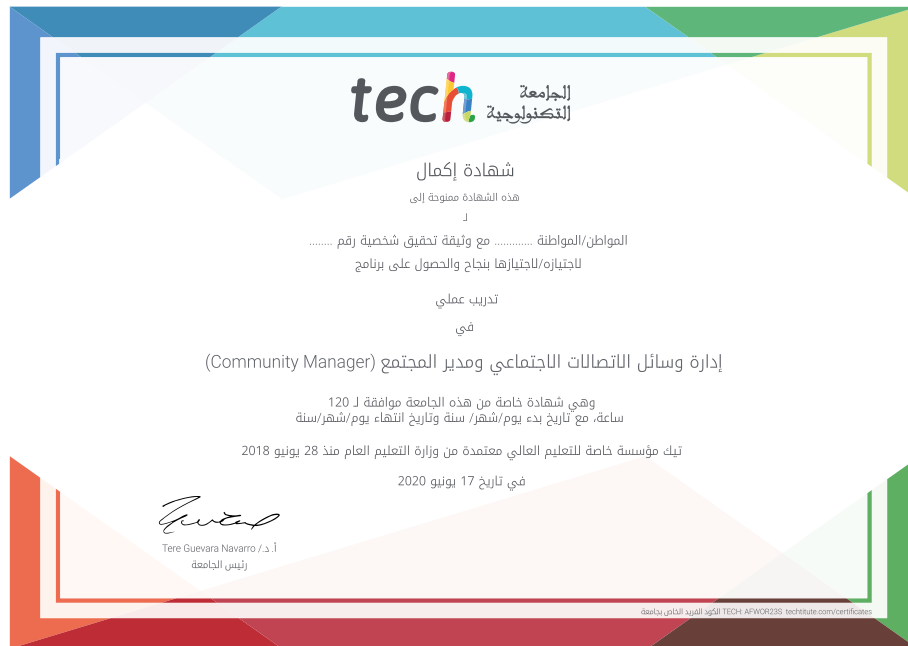 tech الجامعة
التكنولوجية
شهادة إكمال
هذه الشهادة ممنوحة إلى
لـ
المواطن/المواطنة ............. مع وثيقة تحقيق شخصية رقم ........
لاجتيازه/لاجتيازها بنجاح والحصول على برنامج
تدريب عملي
في
إدارة وسائل الاتصالات الاجتماعي ومدير المجتمع (Community Manager)
وهي شهادة خاصة من هذه الجامعة موافقة لـ 120
ساعة، مع تاريخ بدء يوم/شهر/ سنة وتاريخ انتهاء يوم/شهر/سنة
تيك مؤسسة خاصة للتعليم العالي معتمدة من وزارة التعليم العام منذ 28 يونيو 2018
في تاريخ 17 يونيو 2020
أ. د./ Tere Guevara Navarro
رئيس الجامعة
الكود الفريد الخاص بجامعة TECH: AFWOR23S techtitute.com/certificates